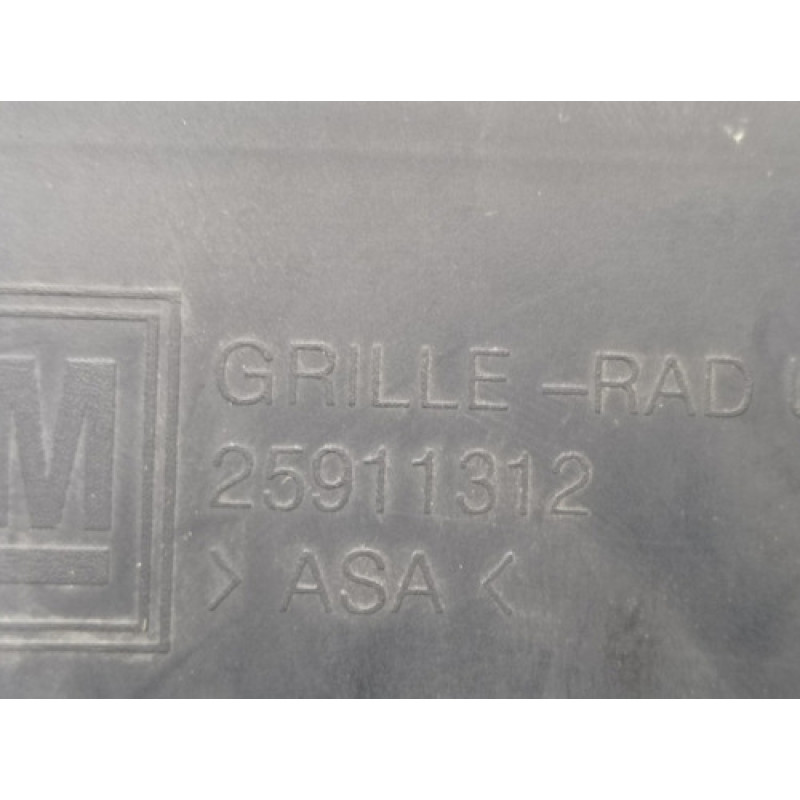 M
GRILLE -RAD
25911312
> ASA <